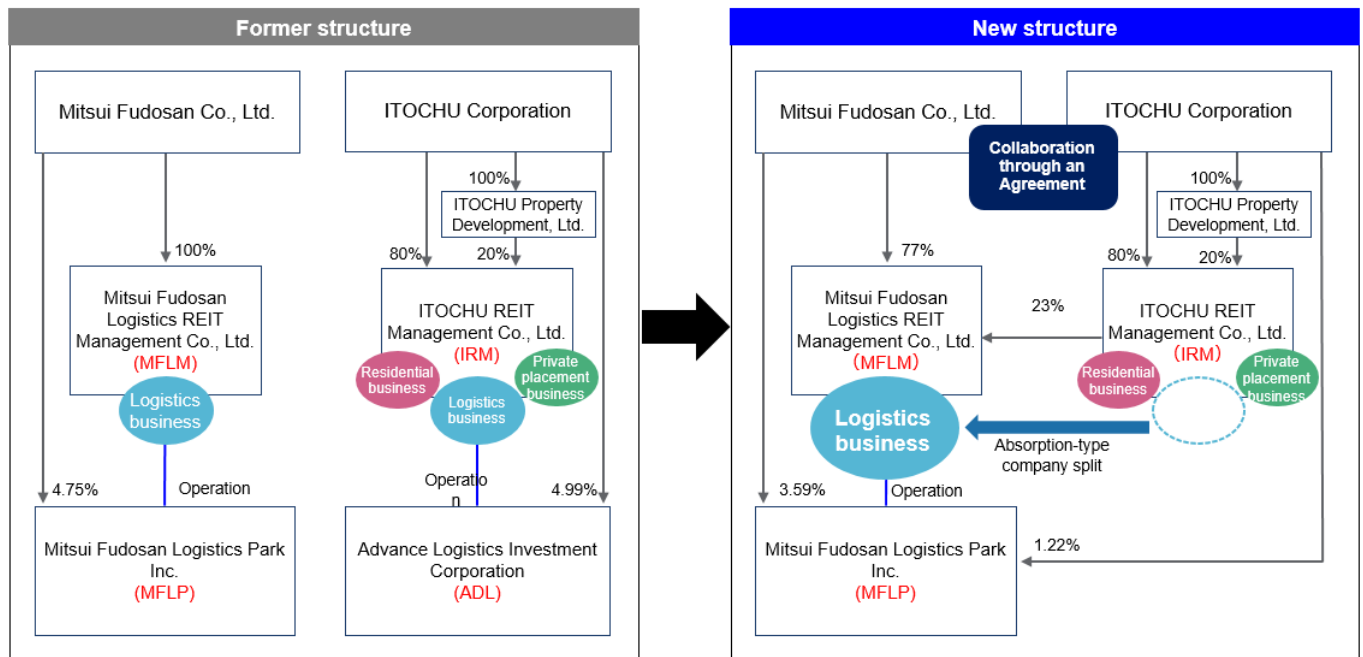 Former structure
Mitsui Fudosan Co., Ltd.
ITOCHU Corporation
100%
ITOCHU Property
Development, Ltd.
100%
80%
20%
Mitsui Fudosan
Logistics REIT
Management Co., Ltd.
(MFLM)
ITOCHU REIT
Management Co., Ltd.
(IRM)
Logistics
business
Residential
business
Logistics
business
Private
placement
business
4.75%
Operation
Operatio
n
4.99%
Mitsui Fudosan Logistics Park
Inc.
(MFLP)
Advance Logistics Investment
Corporation
(ADL)
New structure
Mitsui Fudosan Co., Ltd.
ITOCHU Corporation
Collaboration
through an
Agreement
100%
ITOCHU Property
Development, Ltd.
77%
80%
20%
Mitsui Fudosan
Logistics REIT
Management Co., Ltd.
(MFLM)
23%
ITOCHU REIT
Management Co., Ltd.
(IRM)
Residential
business
Private
placement
business
Logistics
business
Absorption-type
company split
3.59%
Operation
1.22%
Mitsui Fudosan Logistics Park
Inc.
(MFLP)